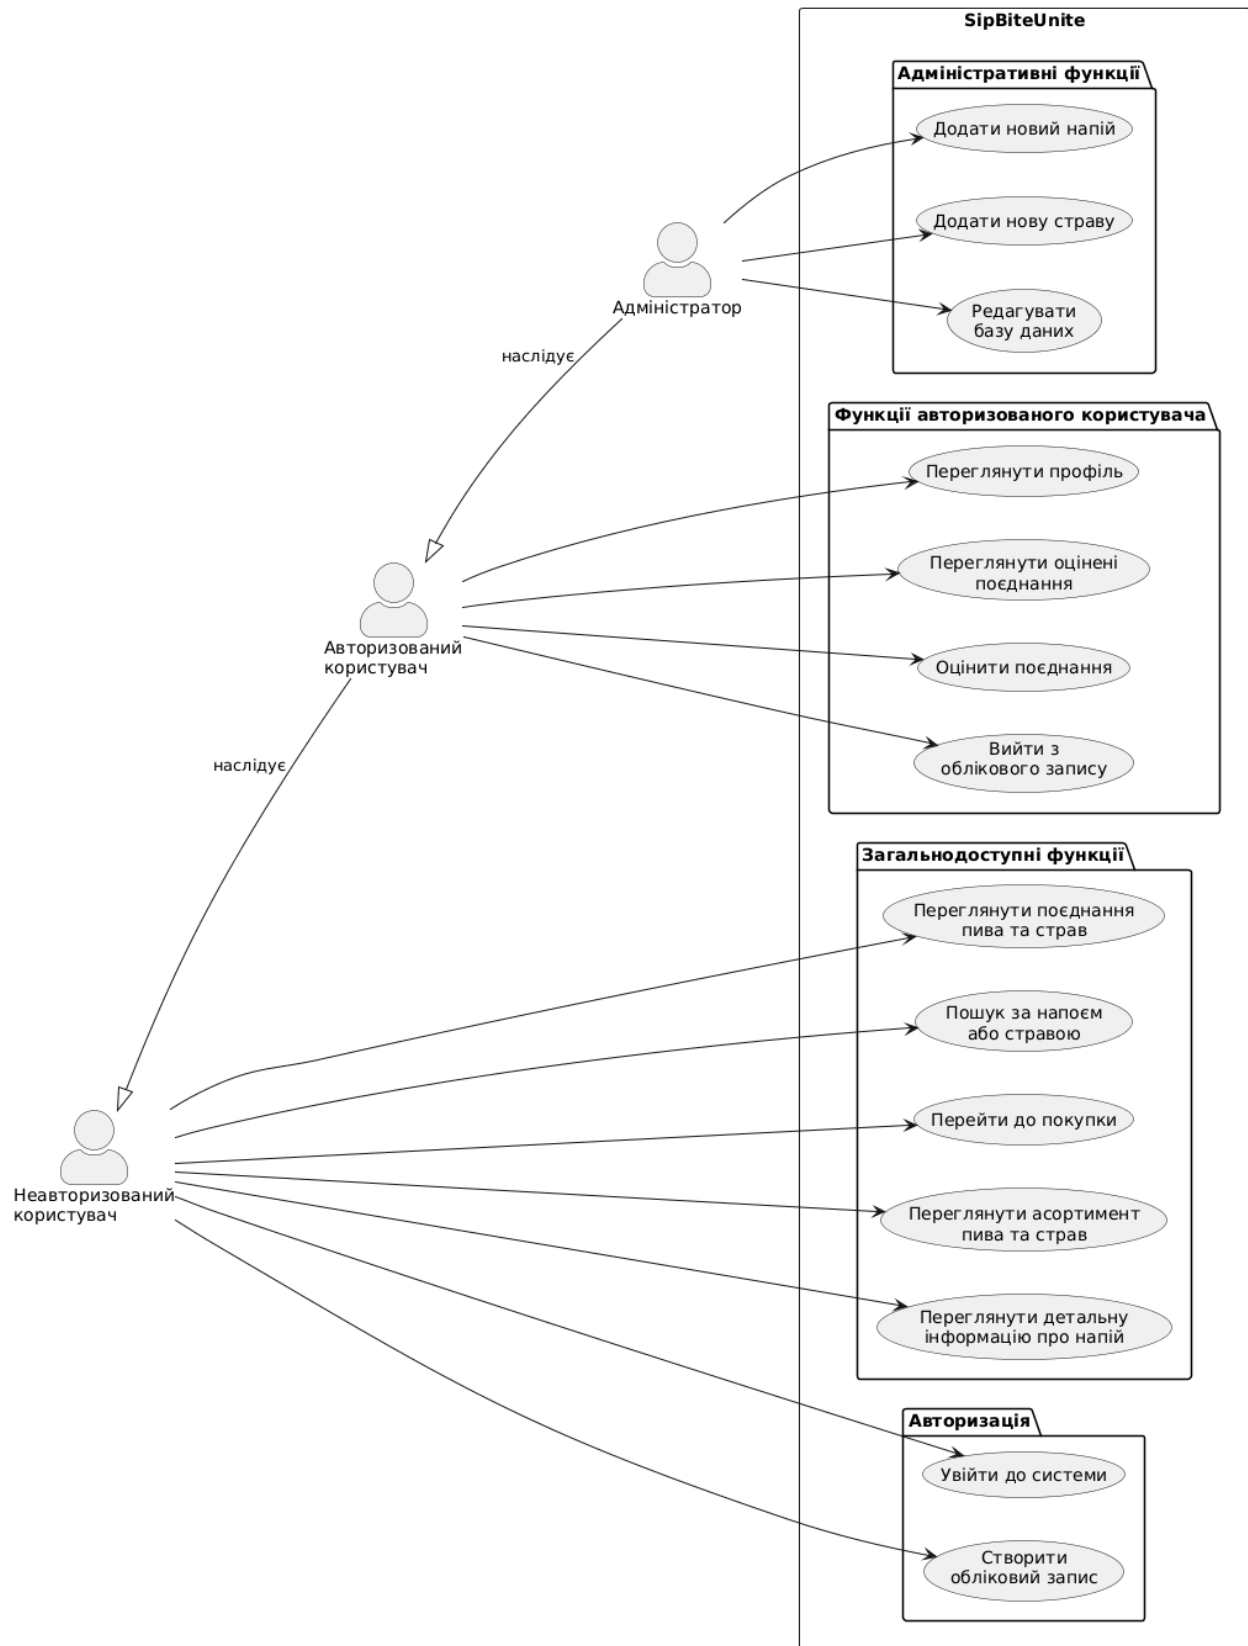 SipBiteUnite
Адміністративні функції
Додати новий напій
Додати нову страву
Редагувати
базу даних
Адміністратор
наслідує
Функції авторизованого користувача
Переглянути профіль
Переглянути оцінені
поєднання
Оцінити поєднання
Вийти з
облікового запису
Авторизований
користувач
наслідує
Загальнодоступні функції
Переглянути поєднання
пива та страв
Пошук за напоєм
або стравою
Перейти до покупки
Переглянути асортимент
пива та страв
Переглянути детальну
інформацію про напій
Неавторизований
користувач
Авторизація
Увійти до системи
Створити
обліковий запис